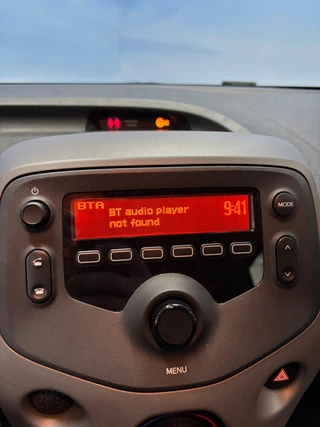 BTA
BT audio player
not found
9:41
MODE
MENU